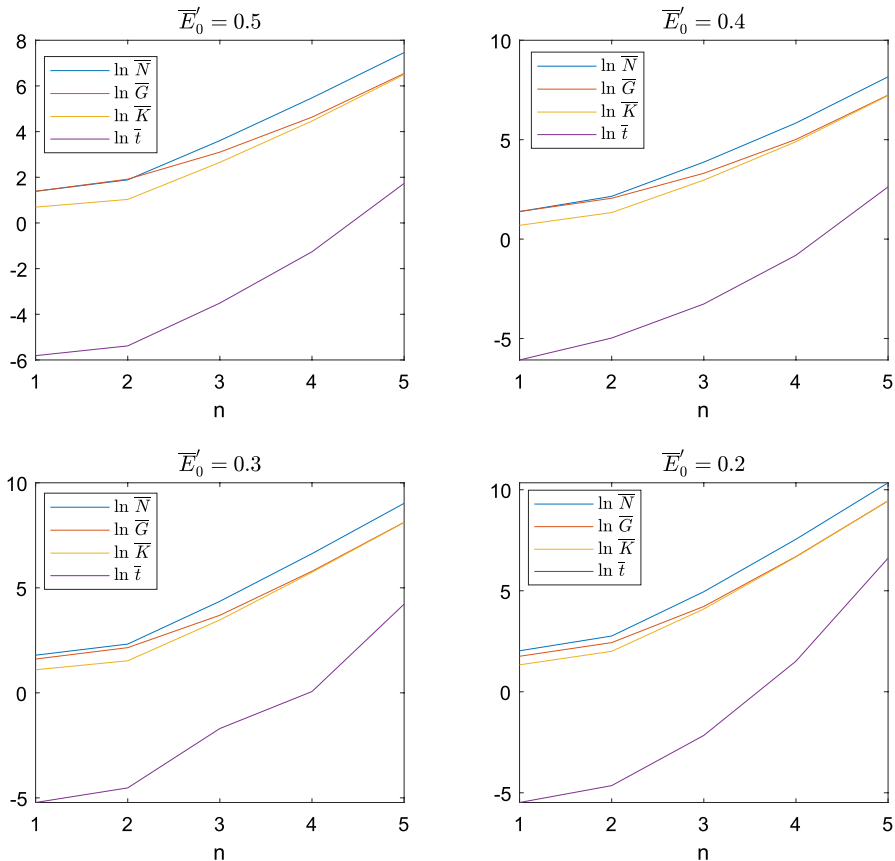 E̅′₀ = 0.5
8
6
4
2
0
-2
-4
-6
1 2 3 4 5
n
ln N̅
ln G̅
ln K̅
ln t̅
E̅′₀ = 0.4
10
5
0
-5
1 2 3 4 5
n
ln N̅
ln G̅
ln K̅
ln t̅
E̅′₀ = 0.3
10
5
0
-5
1 2 3 4 5
n
ln N̅
ln G̅
ln K̅
ln t̅
E̅′₀ = 0.2
10
5
0
-5
1 2 3 4 5
n
ln N̅
ln G̅
ln K̅
ln t̅